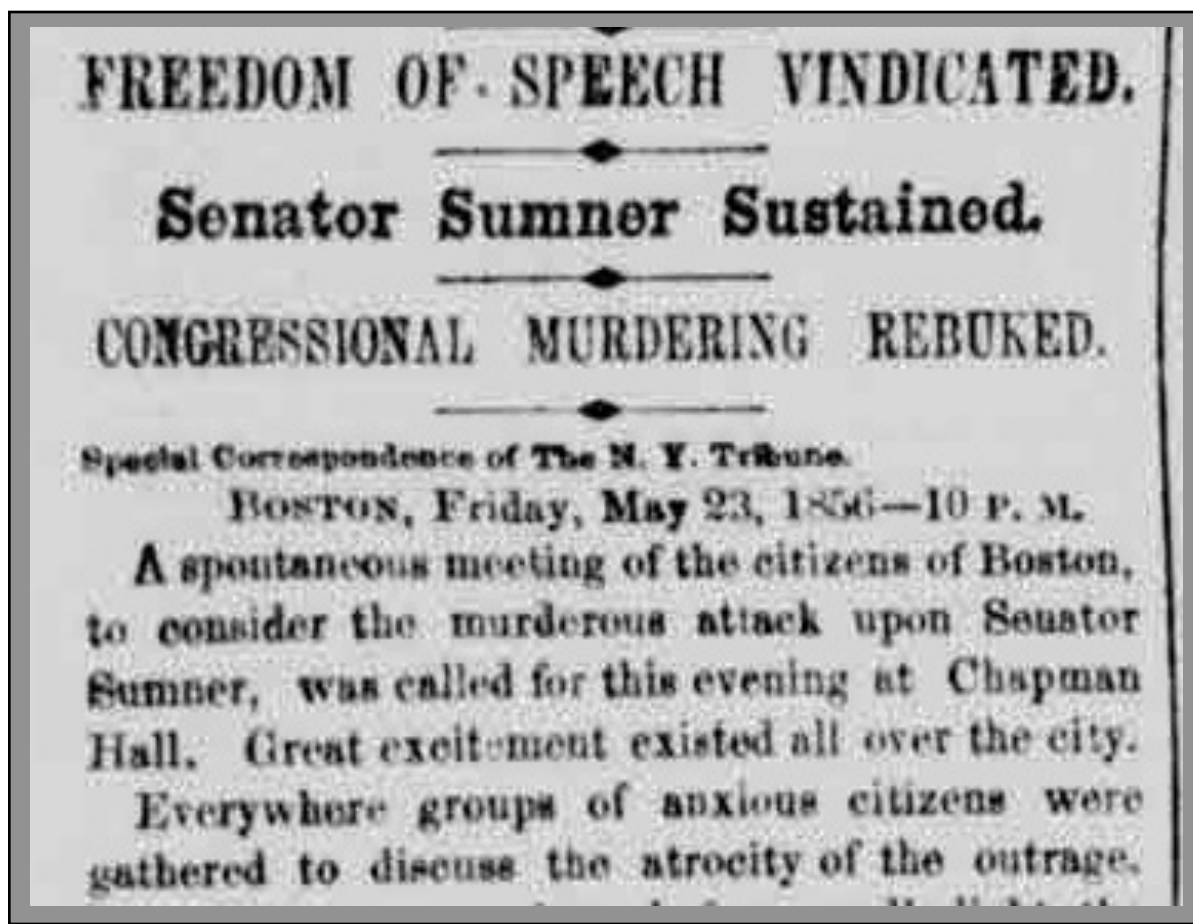 FREEDOM OF SPEECH VINDICATED.
Senator Sumner Sustained.
CONGRESSIONAL MURDERING REBUKED.
Special Correspondence of The N. Y. Tribune.
BOSTON, Friday, May 23, 1856—10 P. M.
A spontaneous meeting of the citizens of Boston,
to consider the murderous attack upon Senator
Sumner, was called for this evening at Chapman
Hall. Great excitement existed all over the city.
Everywhere groups of anxious citizens were
gathered to discuss the atrocity of the outrage.